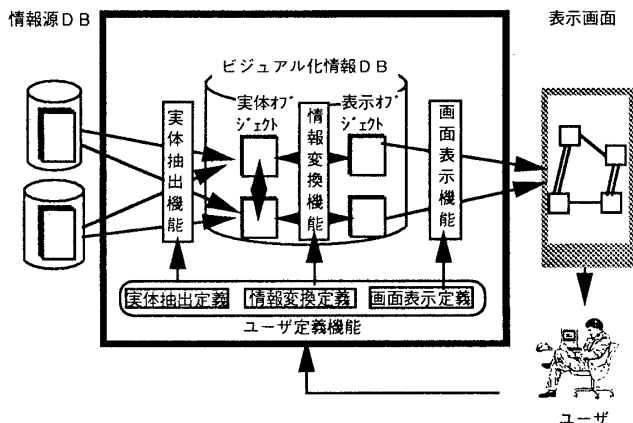 情報源ＤＢ
表示画面
ビジュアル化情報ＤＢ
実体ｵﾌﾞ
ｼﾞｪクト
表示オﾌﾞ
ｼﾞｪクト
実体抽出機能
情報変換機能
画面表示機能
実体抽出定義
情報変換定義
画面表示定義
ユーザ定義機能
ユーザ